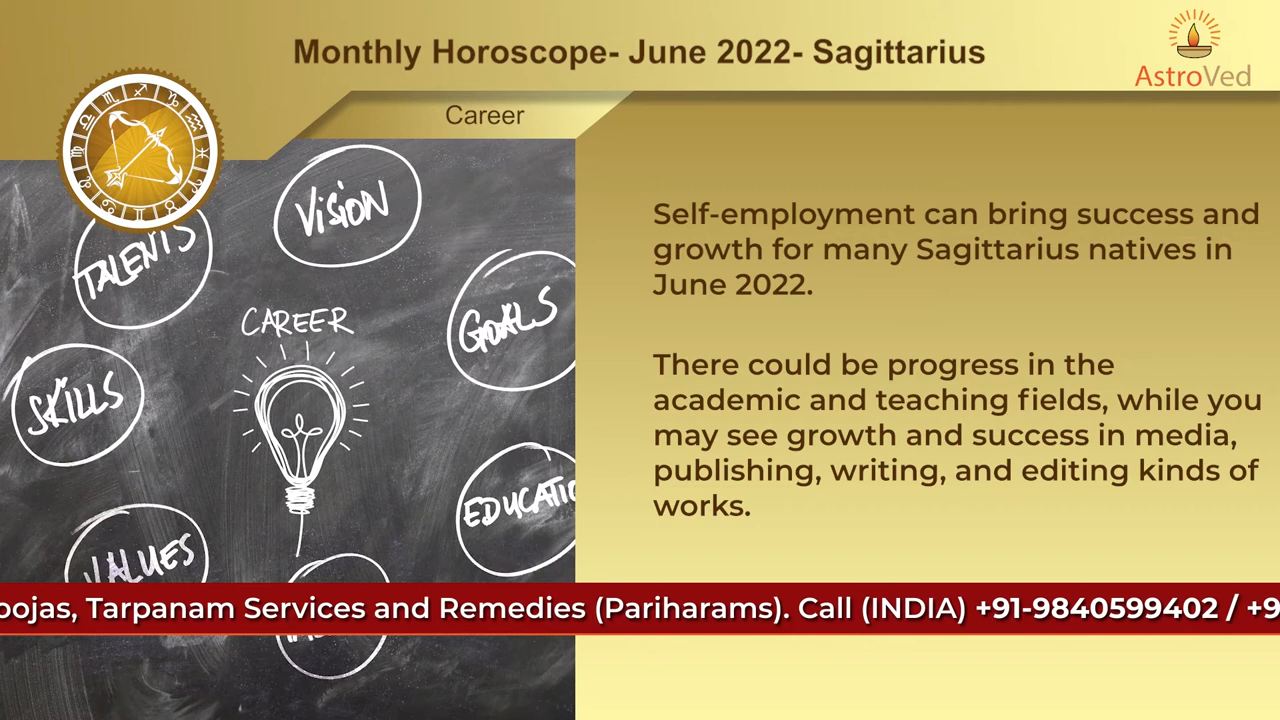 Monthly Horoscope- June 2022- Sagittarius
AstroVed
Career
TALENTS
VISION
CAREER
GOALS
SKILLS
VALUES
Self-employment can bring success and
growth for many Sagittarius natives in
June 2022.
There could be progress in the
academic and teaching fields, while you
may see growth and success in media,
publishing, writing, and editing kinds of
works.
Tarpanam Services and Remedies (Pariharams). Call (INDIA) +91-9840599402 /